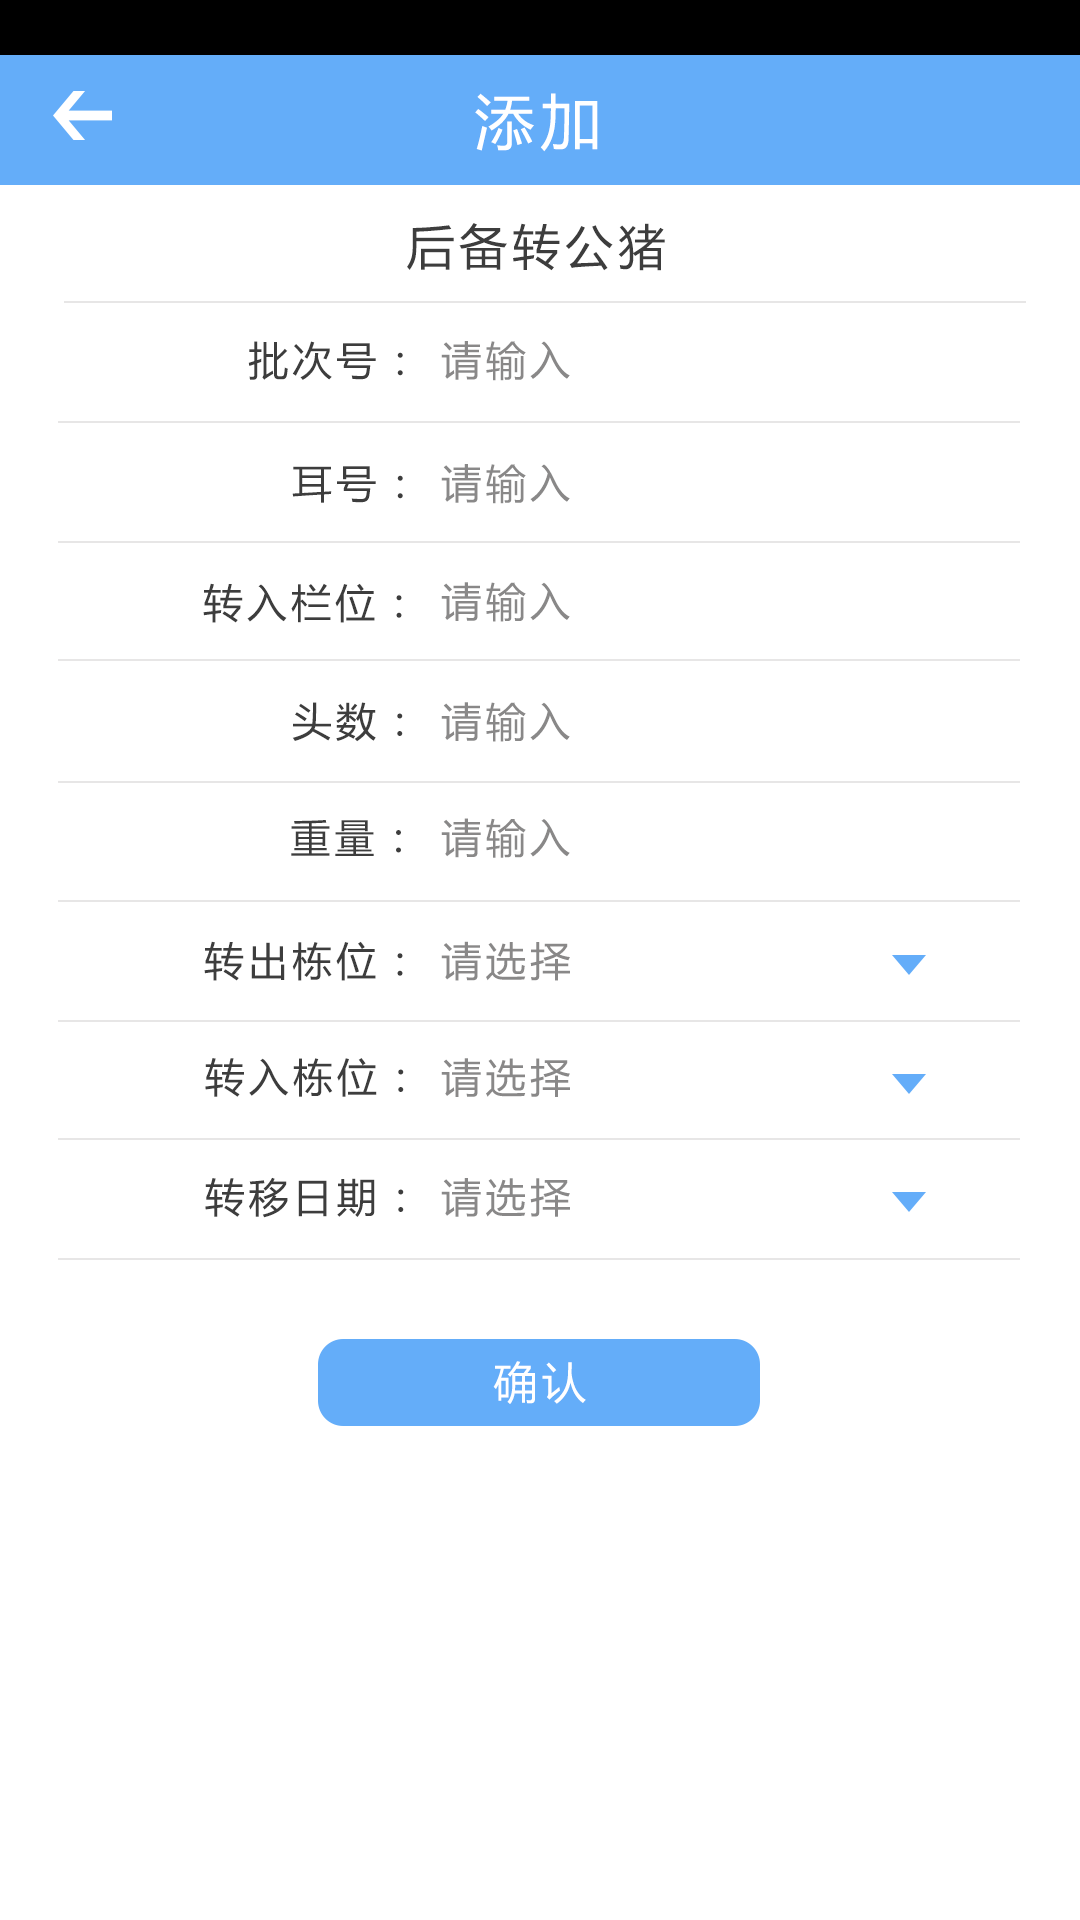 添加
后备转公猪
批次号： 请输入
耳号： 请输入
转入栏位： 请输入
头数： 请输入
重量： 请输入
转出栋位： 请选择
转入栋位： 请选择
转移日期： 请选择
确认